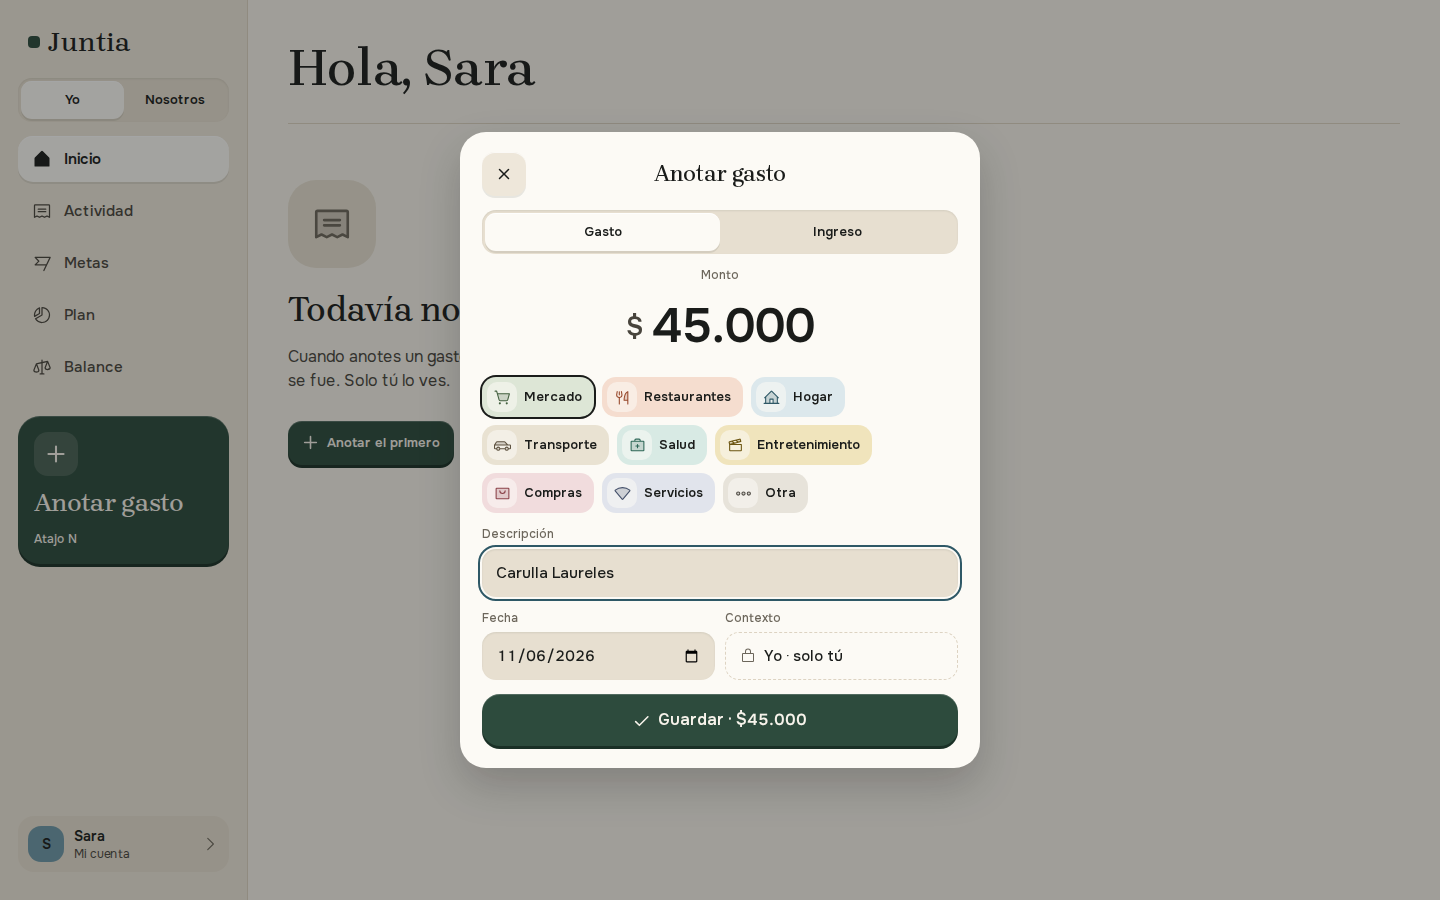 Juntia
Yo
Nosotros
Inicio
Actividad
Metas
Plan
Balance
Anotar gasto
Atajo N
S
Sara
Mi cuenta
Hola, Sara
Todavía no
Cuando anotes un gast
se fue. Solo tú lo ves.
Anotar el primero
Anotar gasto
Gasto
Ingreso
Monto
$ 45.000
Mercado
Restaurantes
Hogar
Transporte
Salud
Entretenimiento
Compras
Servicios
Otra
Descripción
Carulla Laureles
Fecha
Contexto
11/06/2026
Yo · solo tú
Guardar · $45.000